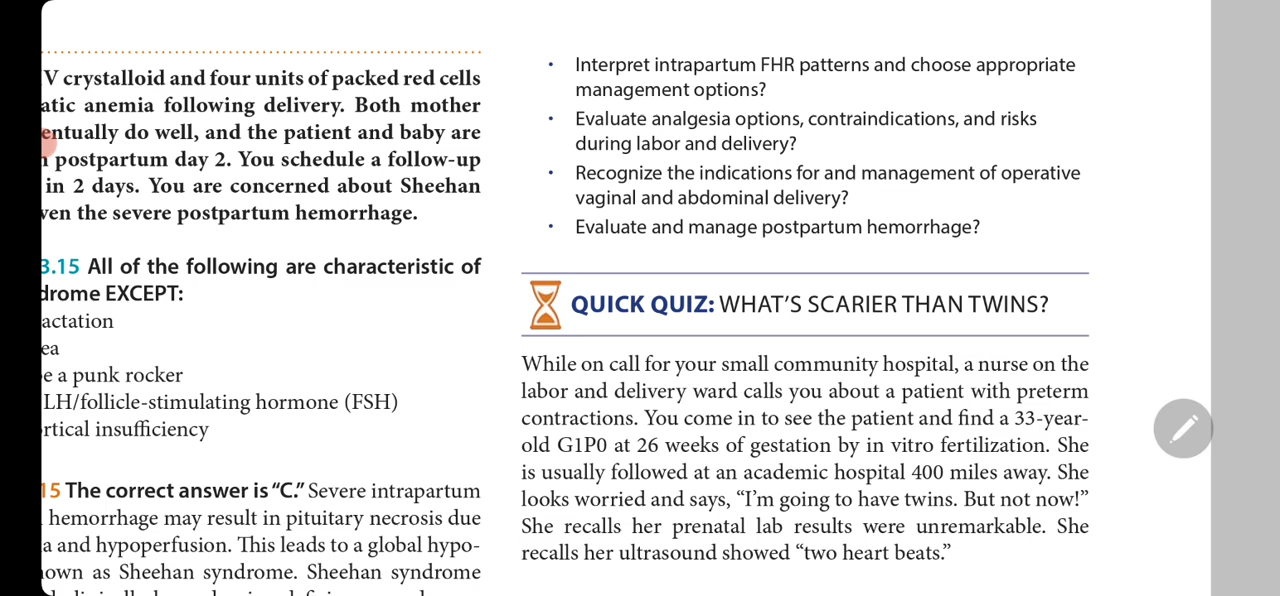 V crystalloid and four units of packed red cells
anemia following delivery. Both mother
do well, and the patient and baby are
postpartum day 2. You schedule a follow-up
in 2 days. You are concerned about Sheehan
the severe postpartum hemorrhage.
3.15 All of the following are characteristic of
EXCEPT:
a punk rocker
LH/follicle-stimulating hormone (FSH)
insufficiency
15 The correct answer is “C.” Severe intrapartum
hemorrhage may result in pituitary necrosis due
and hypoperfusion. This leads to a global hypo-
as Sheehan syndrome. Sheehan syndrome
• Interpret intrapartum FHR patterns and choose appropriate
management options?
• Evaluate analgesia options, contraindications, and risks
during labor and delivery?
• Recognize the indications for and management of operative
vaginal and abdominal delivery?
• Evaluate and manage postpartum hemorrhage?
QUICK QUIZ: WHAT’S SCARIER THAN TWINS?
While on call for your small community hospital, a nurse on the
labor and delivery ward calls you about a patient with preterm
contractions. You come in to see the patient and find a 33-year-
old G1P0 at 26 weeks of gestation by in vitro fertilization. She
is usually followed at an academic hospital 400 miles away. She
looks worried and says, “I’m going to have twins. But not now!”
She recalls her prenatal lab results were unremarkable. She
recalls her ultrasound showed “two heart beats.”